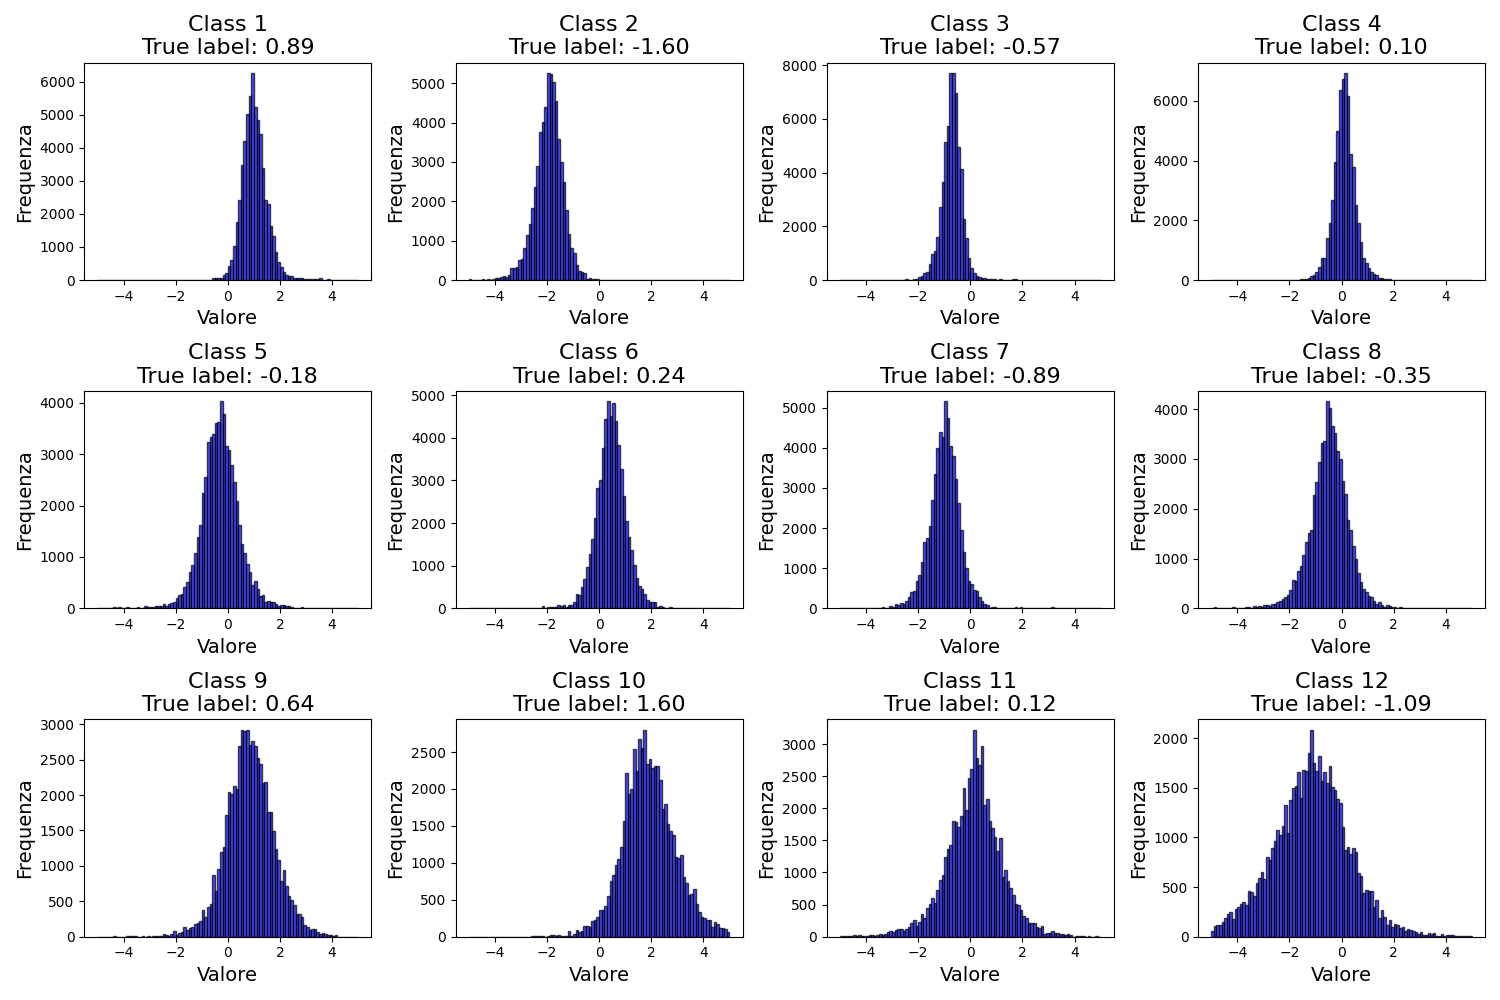 Class 1
True label: 0.89
Class 2
True label: -1.60
Class 3
True label: -0.57
Class 4
True label: 0.10
Frequenza
6000
5000
4000
3000
2000
1000
0
−4 −2 0 2 4
Valore
Frequenza
5000
4000
3000
2000
1000
0
−4 −2 0 2 4
Valore
Frequenza
8000
6000
4000
2000
0
−4 −2 0 2 4
Valore
Frequenza
6000
4000
2000
0
−4 −2 0 2 4
Valore
Class 5
True label: -0.18
Class 6
True label: 0.24
Class 7
True label: -0.89
Class 8
True label: -0.35
Frequenza
4000
3000
2000
1000
0
−4 −2 0 2 4
Valore
Frequenza
5000
4000
3000
2000
1000
0
−4 −2 0 2 4
Valore
Frequenza
5000
4000
3000
2000
1000
0
−4 −2 0 2 4
Valore
Frequenza
4000
3000
2000
1000
0
−4 −2 0 2 4
Valore
Class 9
True label: 0.64
Class 10
True label: 1.60
Class 11
True label: 0.12
Class 12
True label: -1.09
Frequenza
3000
2500
2000
1500
1000
500
0
−4 −2 0 2 4
Valore
Frequenza
2500
2000
1500
1000
500
0
−4 −2 0 2 4
Valore
Frequenza
3000
2500
2000
1500
1000
500
0
−4 −2 0 2 4
Valore
Frequenza
2000
1500
1000
500
0
−4 −2 0 2 4
Valore